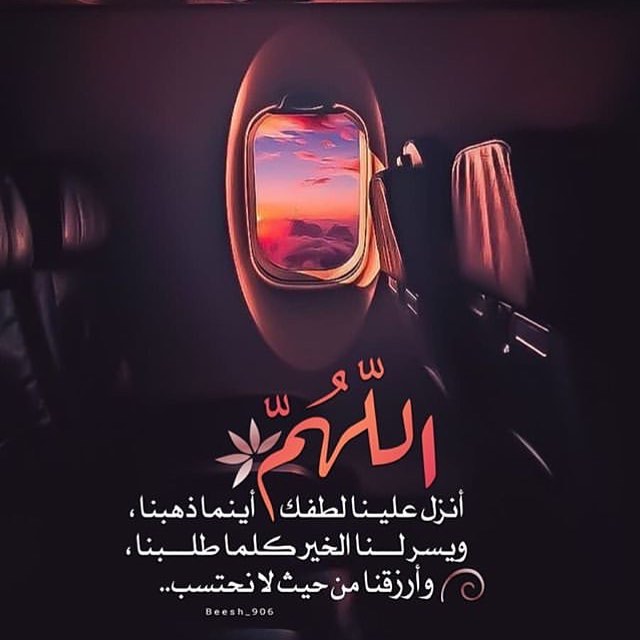 اللّهُمّ
أنزل علينا لطفك أينما ذهبنا،
ويسر لنا الخير كلما طلبنا،
وأرزقنا من حيث لا نحتسب..
Beesh_906